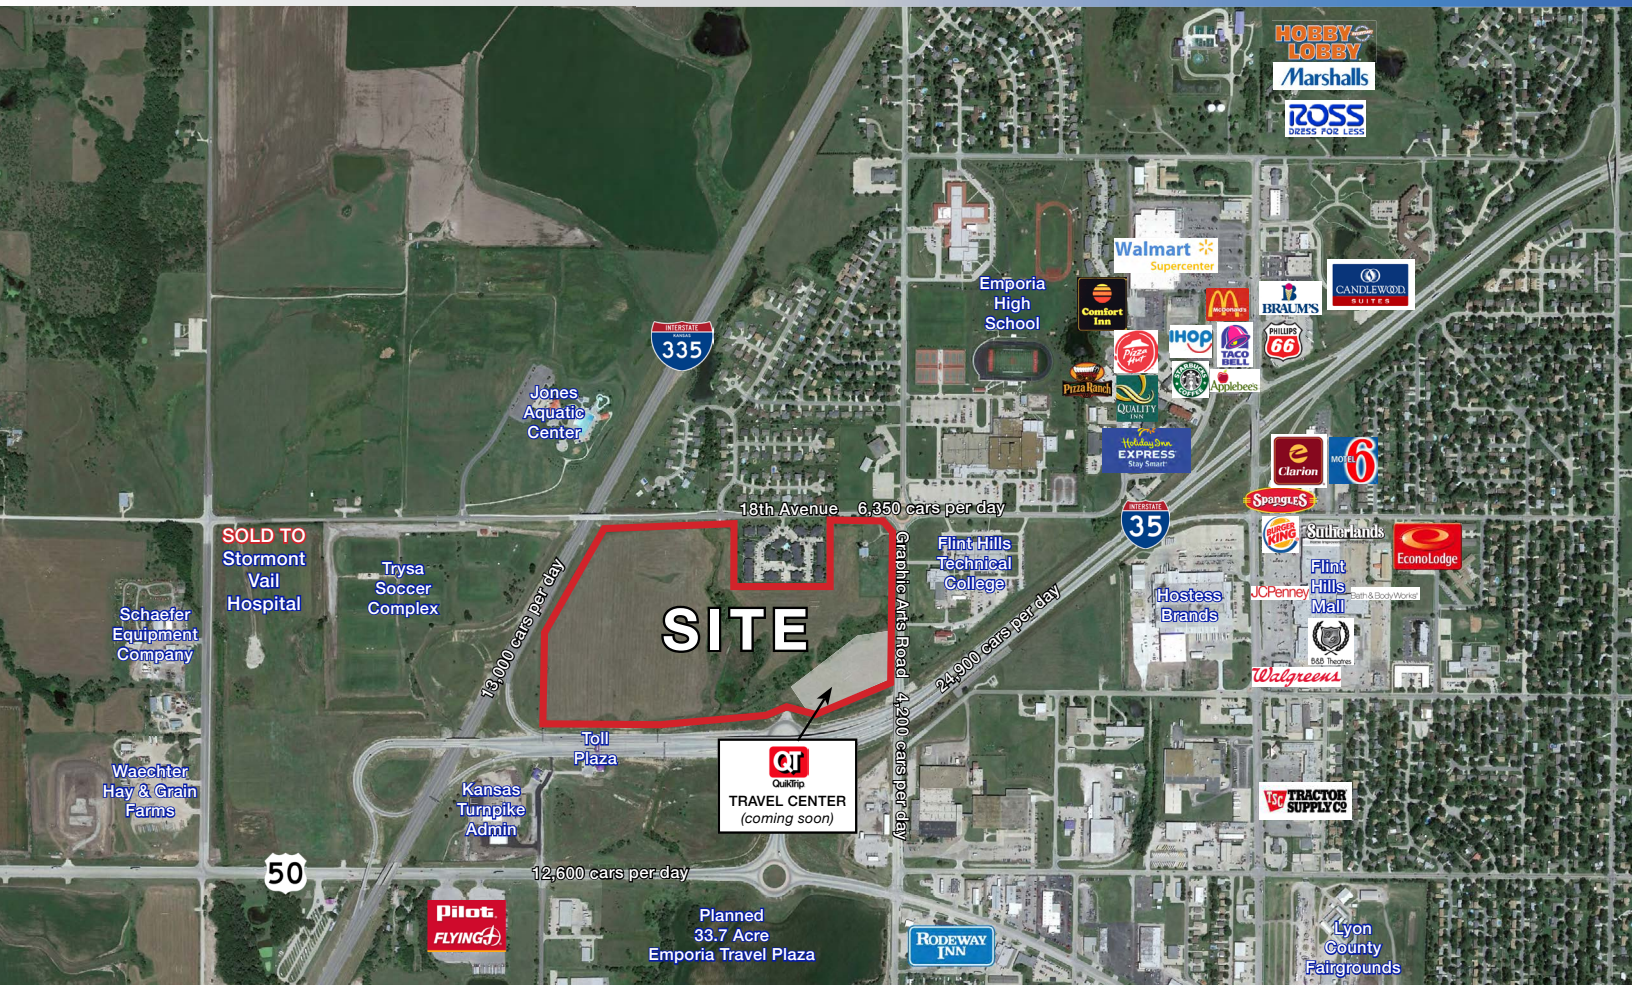 HOBBY
LOBBY
Marshalls
ROSS
DRESS FOR LESS
Walmart
Supercenter
CANDLEWOOD
SUITES
Emporia
High
School
Comfort
Inn
McDonald's
BRAUM'S
INTERSTATE
KANSAS
335
Pizza
Hut
IHOP
TACO
BELL
PHILLIPS
66
Pizza Ranch
QUALITY
INN
STARBUCKS
COFFEE
Applebee's
Jones
Aquatic
Center
Holiday Inn
EXPRESS
Stay Smart
Clarion
MOTEL 6
SPANGLES
18th Avenue
6,350 cars per day
INTERSTATE
35
BURGER
KING
Sutherlands
EconoLodge
SOLD TO
Stormont
Vail
Hospital
Trysa
Soccer
Complex
13,000 cars per day
Flint Hills
Technical
College
Graphic Arts Road
4,200 cars per day
24,900 cars per day
Hostess
Brands
Flint
Hills
Mall
JCPenney
Bath & Body Works
B&B Theatres
Walgreens
Schaefer
Equipment
Company
SITE
Toll
Plaza
QT
QuikTrip
TRAVEL CENTER
(coming soon)
Waechter
Hay & Grain
Farms
Kansas
Turnpike
Admin
TSC TRACTOR
SUPPLY CO
50
12,600 cars per day
Pilot.
FLYING J
Planned
33.7 Acre
Emporia Travel Plaza
RODEWAY
INN
Lyon
County
Fairgrounds